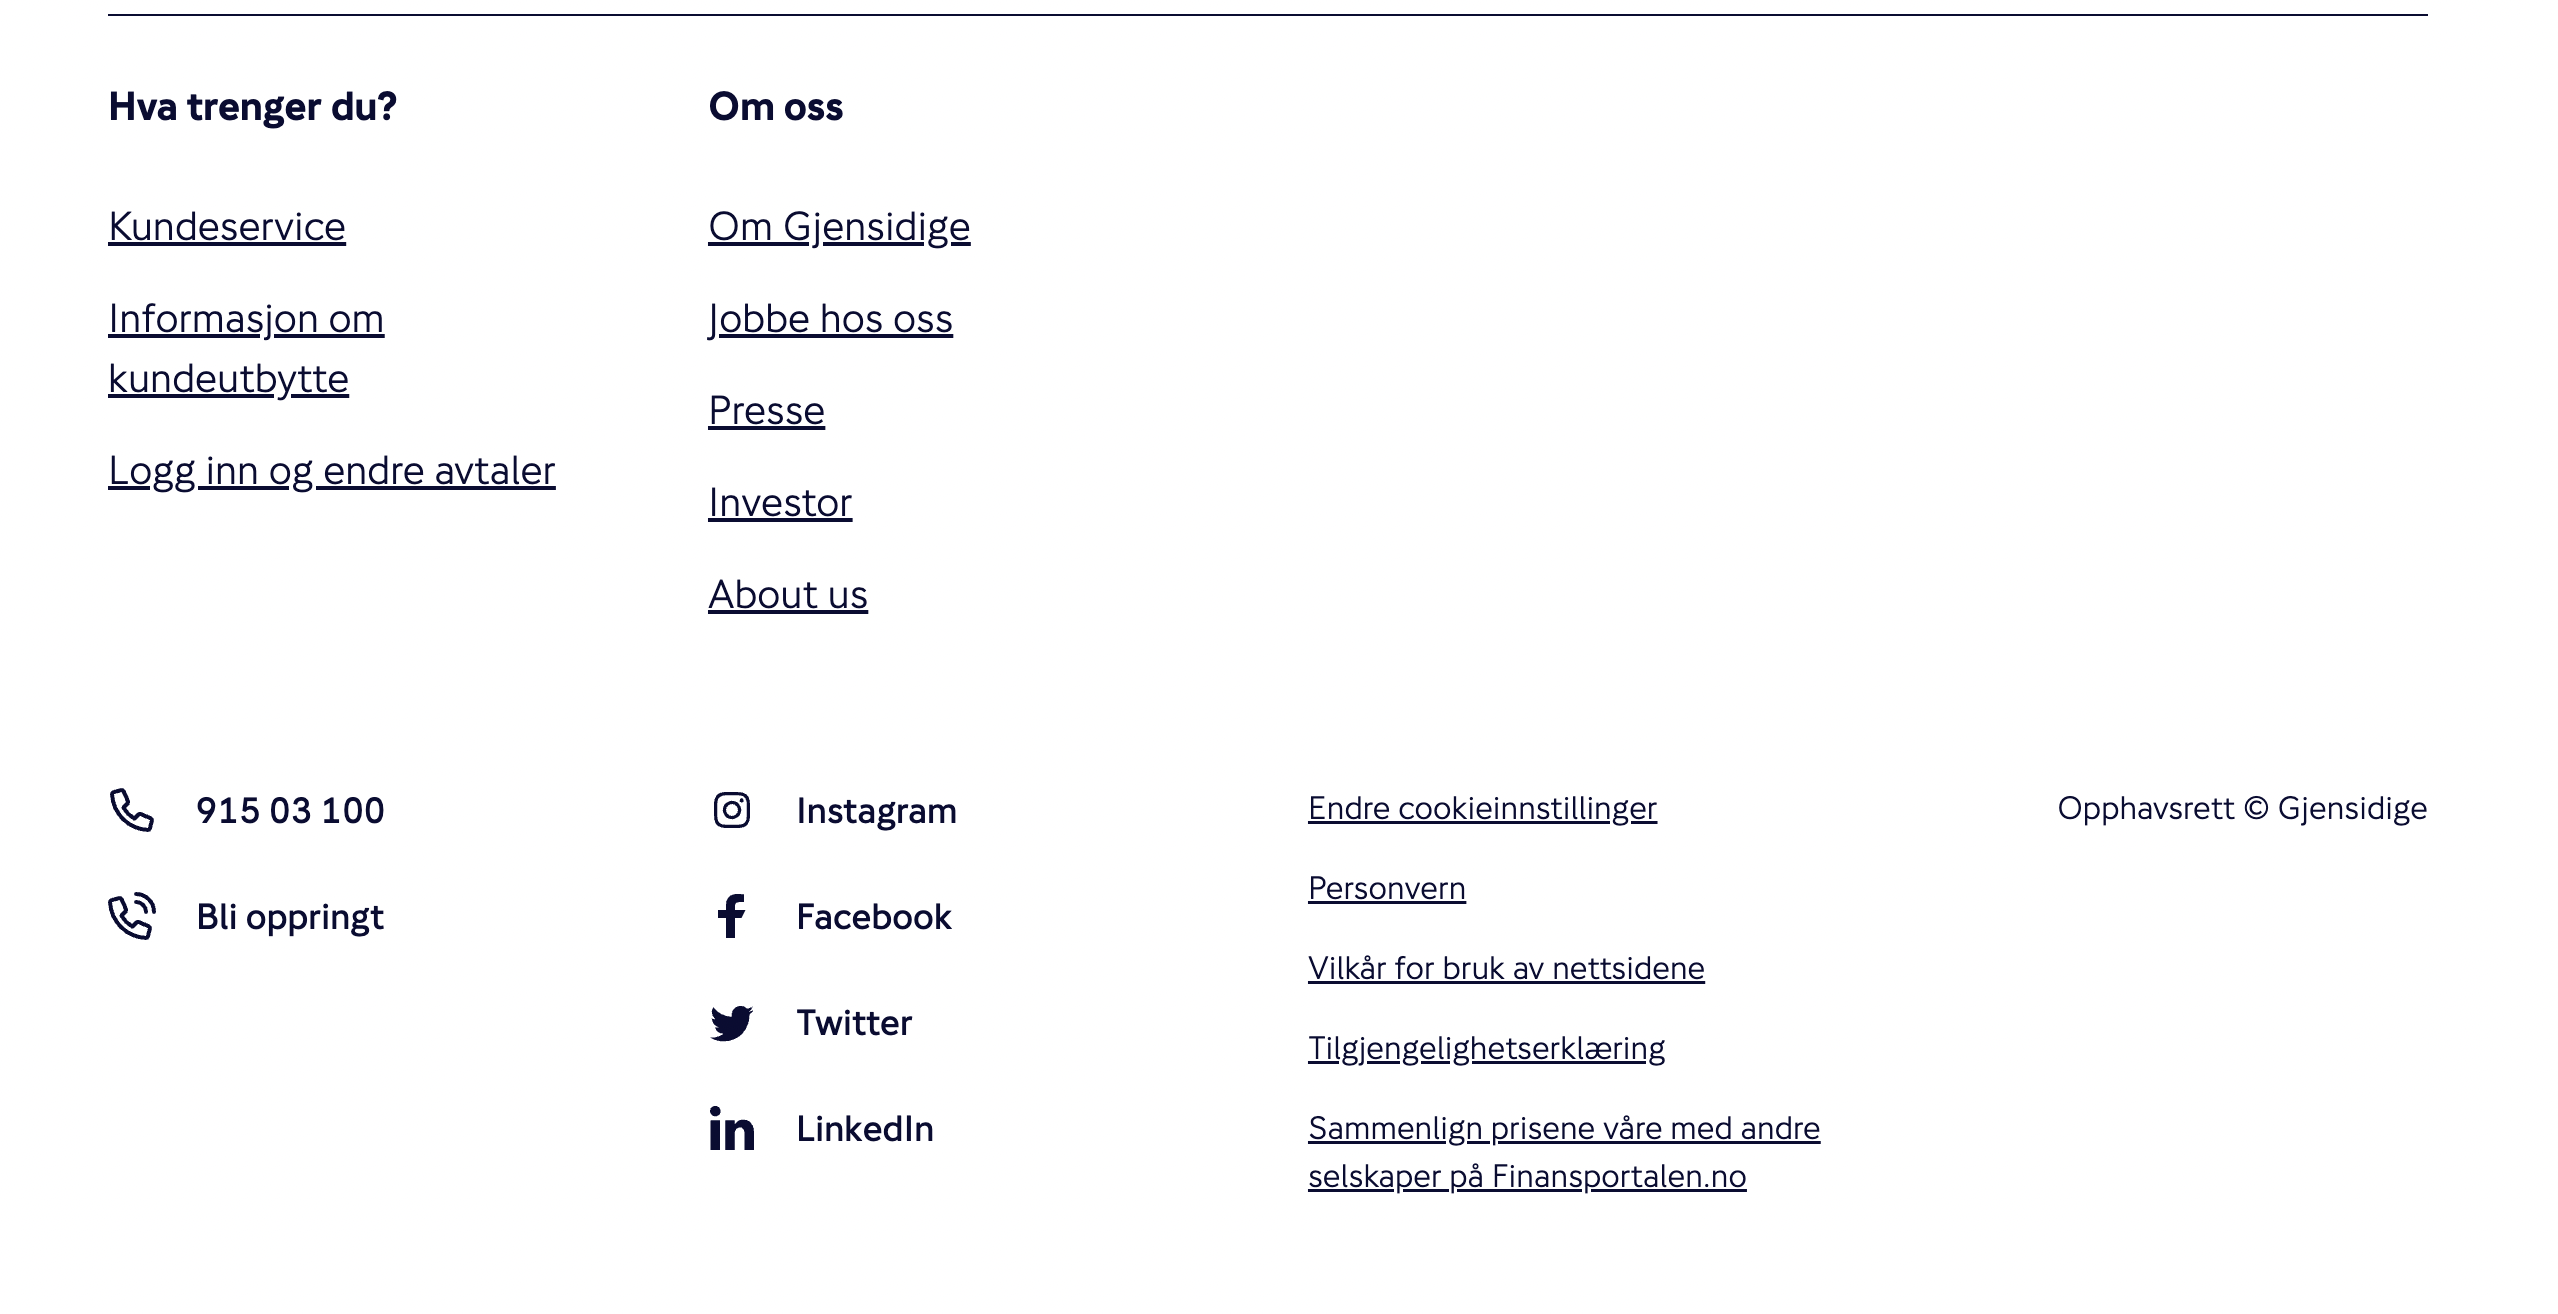 Hva trenger du?
Kundeservice
Informasjon om
kundeutbytte
Logg inn og endre avtaler
Om oss
Om Gjensidige
Jobbe hos oss
Presse
Investor
About us
915 03 100
Bli oppringt
Instagram
Facebook
Twitter
LinkedIn
Endre cookieinnstillinger
Personvern
Vilkår for bruk av nettsidene
Tilgjengelighetserklæring
Sammenlign prisene våre med andre
selskaper på Finansportalen.no
Opphavsrett © Gjensidige